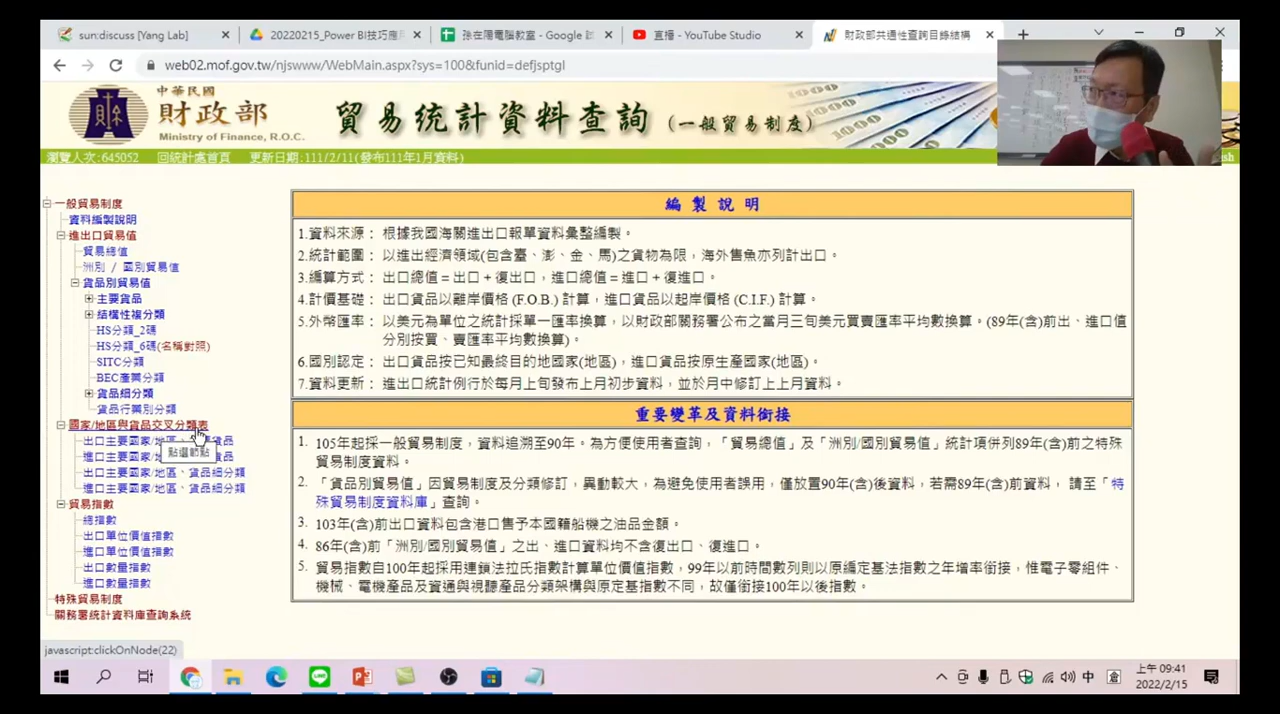 sun:discuss [Yang Lab]
20220215_Power BI技巧應用
孫在陽電腦教室 - Google 試
直播 - YouTube Studio
財政部共通性查詢目錄結構
web02.mof.gov.tw/njswww/WebMain.aspx?sys=100&funid=defjsptgl
中華民國
財政部
Ministry of Finance, R.O.C.
貿易統計資料查詢 (一般貿易制度)
瀏覽人次:645052 回統計處首頁 更新日期:111/2/11(發布111年1月資料)
一般貿易制度
資料編製說明
進出口貿易值
貿易總值
洲別 / 國別貿易值
貨品別貿易值
主要貨品
結構性複分類
HS分類_2碼
HS分類_6碼(名稱對照)
SITC分類
BEC產業分類
貨品細分類
貨品行業別分類
國家/地區與貨品交叉分類表
出口主要國家/地區、貨品
點選節點
進口主要國家/地區、貨品
出口主要國家/地區、貨品細分類
進口主要國家/地區、貨品細分類
貿易指數
總指數
出口單位價值指數
進口單位價值指數
出口數量指數
進口數量指數
特殊貿易制度
關務署統計資料庫查詢系統
編 製 說 明
1.資料來源： 根據我國海關進出口報單資料彙整編製。
2.統計範圍： 以進出經濟領域(包含臺、澎、金、馬)之貨物為限，海外售魚亦列計出口。
3.編算方式： 出口總值 = 出口 + 復出口，進口總值 = 進口 + 復進口。
4.計價基礎： 出口貨品以離岸價格 (F.O.B.) 計算，進口貨品以起岸價格 (C.I.F.) 計算。
5.外幣匯率： 以美元為單位之統計採單一匯率換算，以財政部關務署公布之當月三旬美元買賣匯率平均數換算。(89年(含)前出、進口值
分別按買、賣匯率平均數換算)。
6.國別認定： 出口貨品按已知最終目的地國家(地區)，進口貨品按原生產國家(地區)。
7.資料更新： 進出口統計例行於每月上旬發布上月初步資料，並於月中修訂上上月資料。
重要變革及資料銜接
1. 105年起採一般貿易制度，資料追溯至90年。為方便使用者查詢，「貿易總值」及「洲別/國別貿易值」統計項併列89年(含)前之特殊
貿易制度資料。
2. 「貨品別貿易值」因貿易制度及分類修訂，異動較大，為避免使用者誤用，僅放置90年(含)後資料，若需89年(含)前資料， 請至「特
殊貿易制度資料庫」查詢。
3. 103年(含)前出口資料包含港口售予本國籍船機之油品金額。
4. 86年(含)前「洲別/國別貿易值」之出、進口資料均不含復出口、復進口。
5. 貿易指數自100年起採用連鎖法拉氏指數計算單位價值指數，99年以前時間數列則以原編定基法指數之年增率銜接，惟電子零組件、
機械、電機產品及資通與視聽產品分類架構與原定基指數不同，故僅銜接100年以後指數。
javascript:clickOnNode(22)
中
倉
上午 09:41
2022/2/15